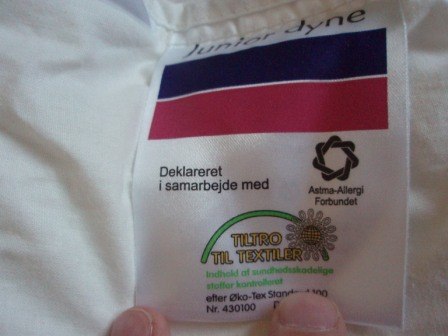 Junior dyne
Deklareret
i samarbejde med
Astma-Allergi
Forbundet
TILTRO
TIL TEXTILER
Indhold af sundhedsskadelige
stoffer kontrolleret
efter Øko-Tex Standard 100
Nr. 430100